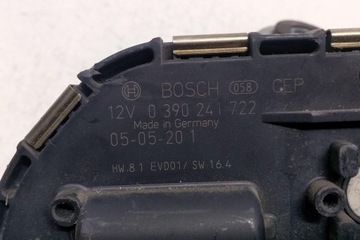 BOSCH 058 CEP
12V 0 390 241 722
Made in Germany
05-05-20 1
HW.8.1 EVD01/ SW 16.4